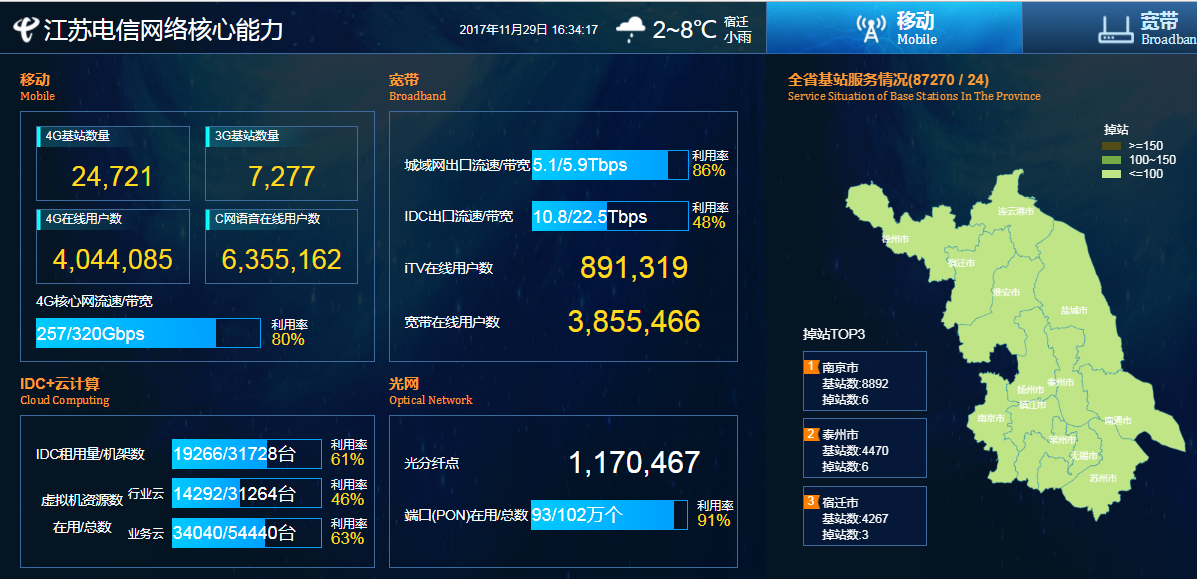 江苏电信网络核心能力
2017年11月29日 16:34:17
2~8℃
宿迁
小雨
移动
Mobile
宽带
Broadban
移动
Mobile
4G基站数量
24,721
3G基站数量
7,277
4G在线用户数
4,044,085
C网语音在线用户数
6,355,162
4G核心网流速/带宽
257/320Gbps
利用率
80%
宽带
Broadband
城域网出口流速/带宽
5.1/5.9Tbps
利用率
86%
IDC出口流速/带宽
10.8/22.5Tbps
利用率
48%
iTV在线用户数
891,319
宽带在线用户数
3,855,466
IDC+云计算
Cloud Computing
IDC租用量/机架数
19266/31728台
利用率
61%
虚拟机资源数
在用/总数
行业云
14292/31264台
利用率
46%
业务云
34040/54440台
利用率
63%
光网
Optical Network
光分纤点
1,170,467
端口(PON)在用/总数
93/102万个
利用率
91%
全省基站服务情况(87270 / 24)
Service Situation of Base Stations In The Province
掉站
>=150
100~150
<=100
连云港市
徐州市
宿迁市
淮安市
盐城市
扬州市
泰州市
镇江市
南京市
南通市
常州市
无锡市
苏州市
掉站TOP3
1 南京市
基站数:8892
掉站数:6
2 泰州市
基站数:4470
掉站数:6
3 宿迁市
基站数:4267
掉站数:3